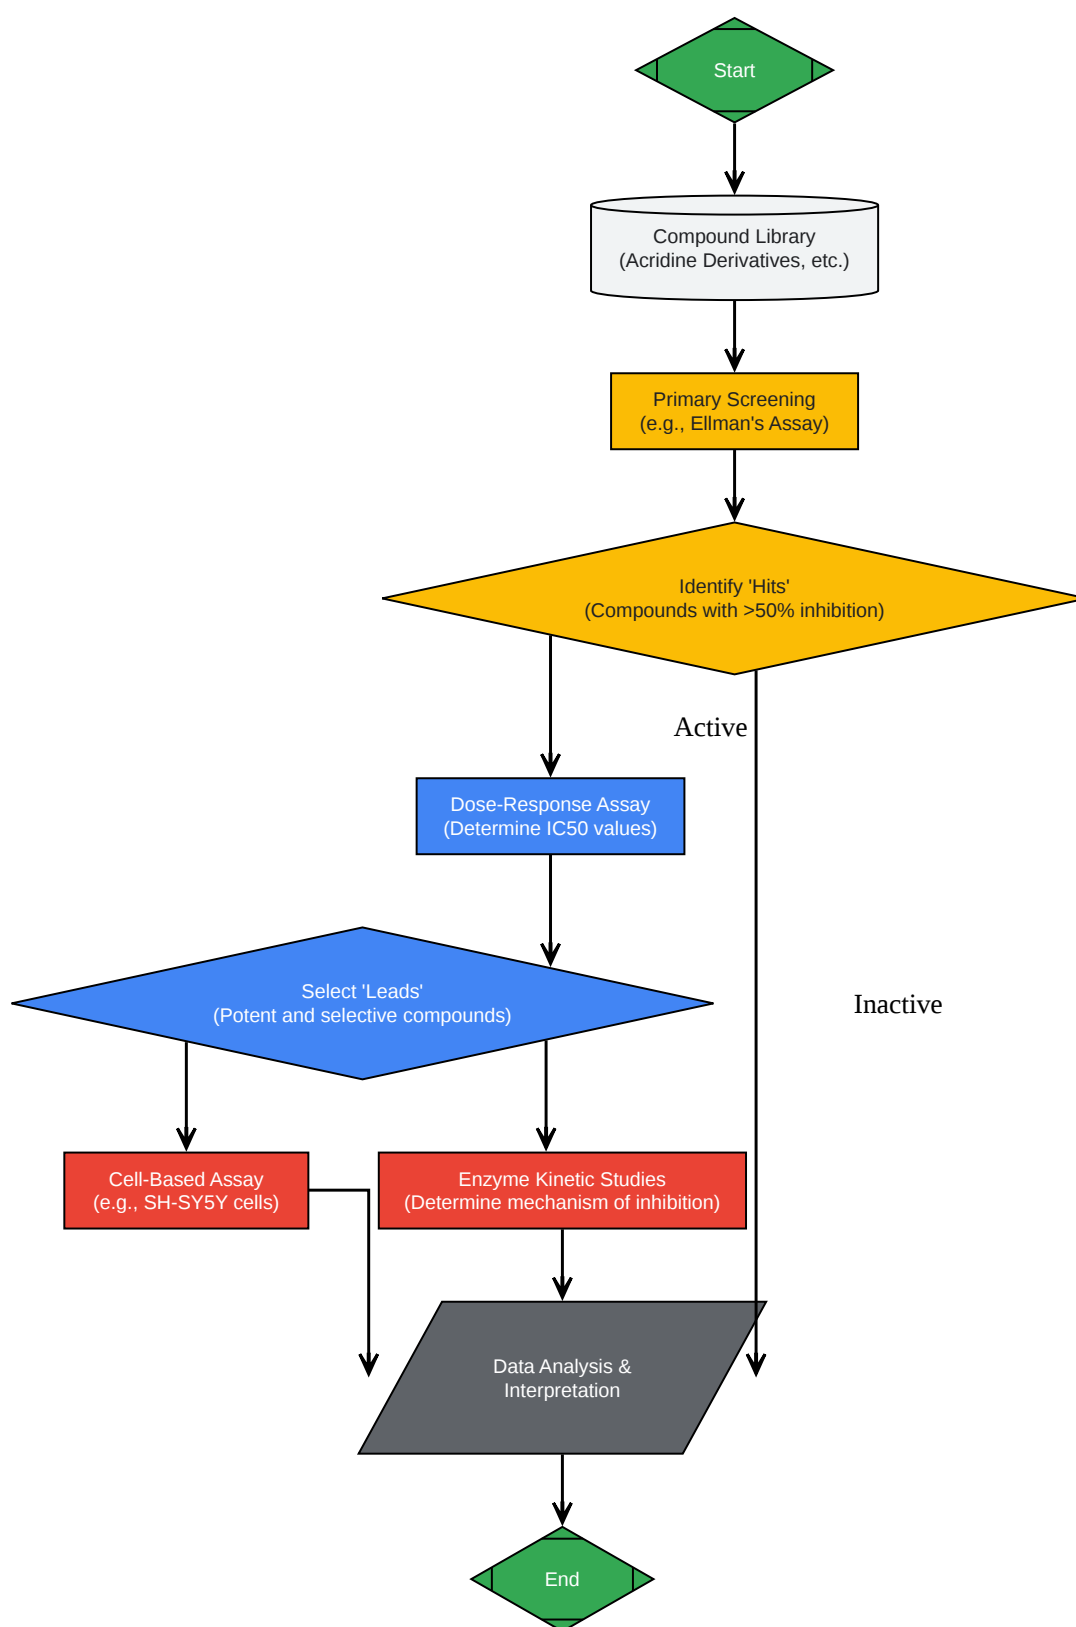 Start
Compound Library
(Acridine Derivatives, etc.)
Primary Screening
(e.g., Ellman's Assay)
Identify 'Hits'
(Compounds with >50% inhibition)
Active
Dose-Response Assay
(Determine IC50 values)
Select 'Leads'
(Potent and selective compounds)
Inactive
Cell-Based Assay
(e.g., SH-SY5Y cells)
Enzyme Kinetic Studies
(Determine mechanism of inhibition)
Data Analysis &
Interpretation
End